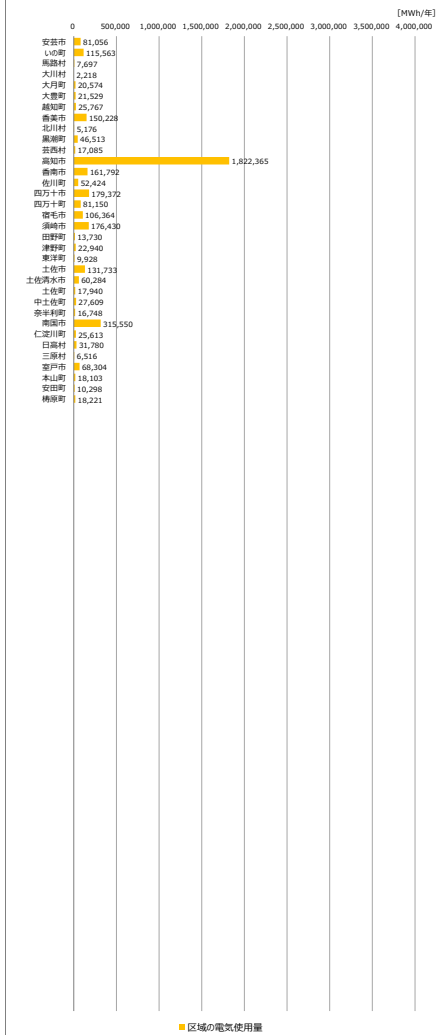 [MWh/年]
0 500,000 1,000,000 1,500,000 2,000,000 2,500,000 3,000,000 3,500,000 4,000,000
安芸市 81,056
いの町 115,563
馬路村 7,697
大川村 2,218
大月町 20,574
大豊町 21,529
越知町 25,767
香美市 150,228
北川村 5,176
黒潮町 46,513
芸西村 17,085
高知市 1,822,365
香南市 161,792
佐川町 52,424
四万十市 179,372
四万十町 81,150
宿毛市 106,364
須崎市 176,430
田野町 13,730
津野町 22,940
東洋町 9,928
土佐市 131,733
土佐清水市 60,284
土佐町 17,940
中土佐町 27,609
奈半利町 16,748
南国市 315,550
仁淀川町 25,613
日高村 31,780
三原村 6,516
室戸市 68,304
本山町 18,103
安田町 10,298
梼原町 18,221
区域の電気使用量